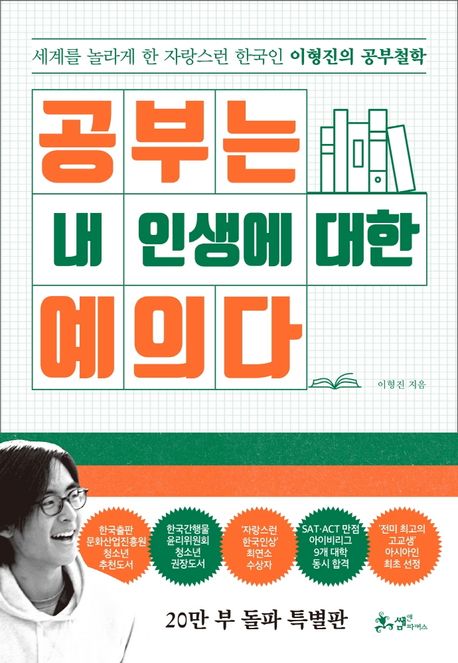 세계를 놀라게 한 자랑스런 한국인 이형진의 공부철학
공부는
내 인생에 대한
예의다
이형진 지음
한국출판
문화산업진흥원
청소년
추천도서
한국간행물
윤리위원회
청소년
권장도서
'자랑스런
한국인상'
최연소
수상자
SAT·ACT 만점
아이비리그
9개 대학
동시 합격
'전미 최고의
고교생'
아시아인
최초 선정
20만 부 돌파 특별판
쌤앤
파커스